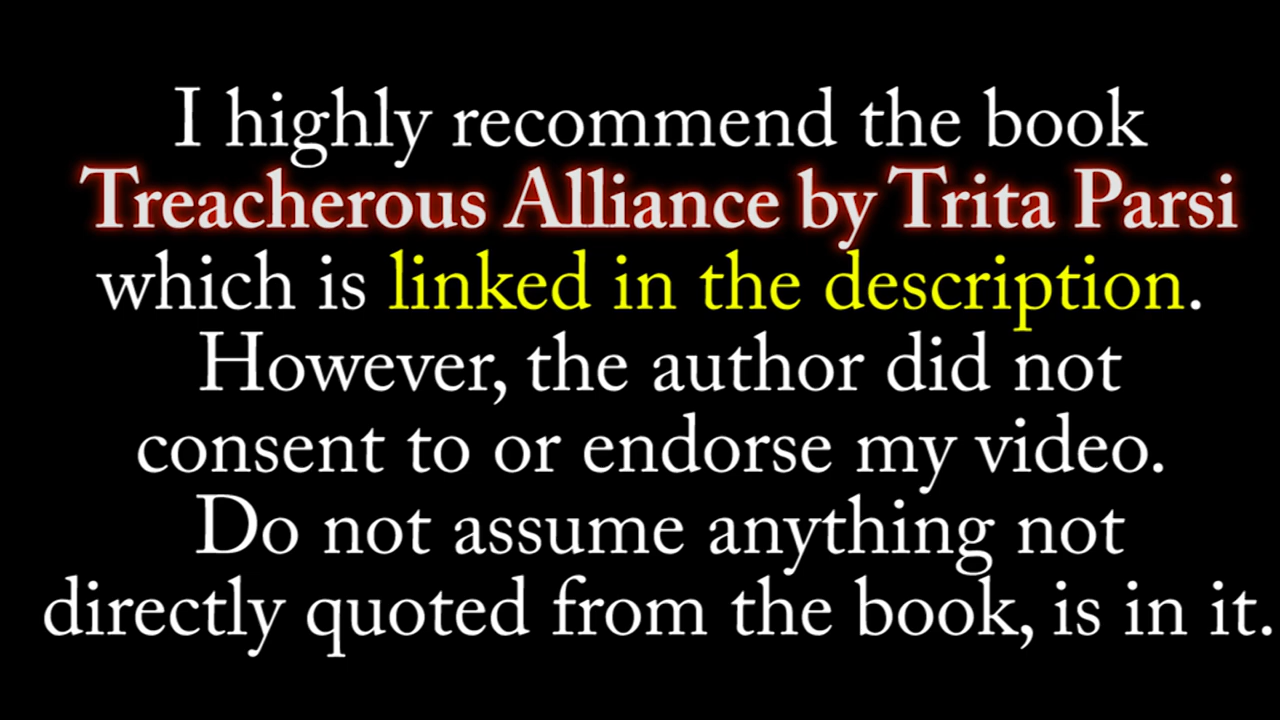 I highly recommend the book
Treacherous Alliance by Trita Parsi
which is linked in the description.
However, the author did not
consent to or endorse my video.
Do not assume anything not
directly quoted from the book, is in it.